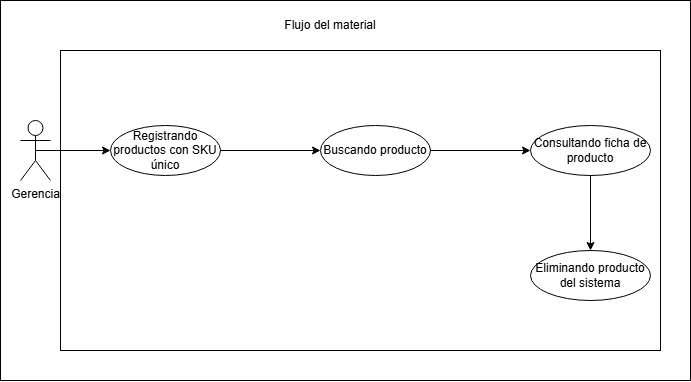 Flujo del material
Registrando
productos con SKU
único
Buscando producto
Consultando ficha de
producto
Gerencia
Eliminando producto
del sistema